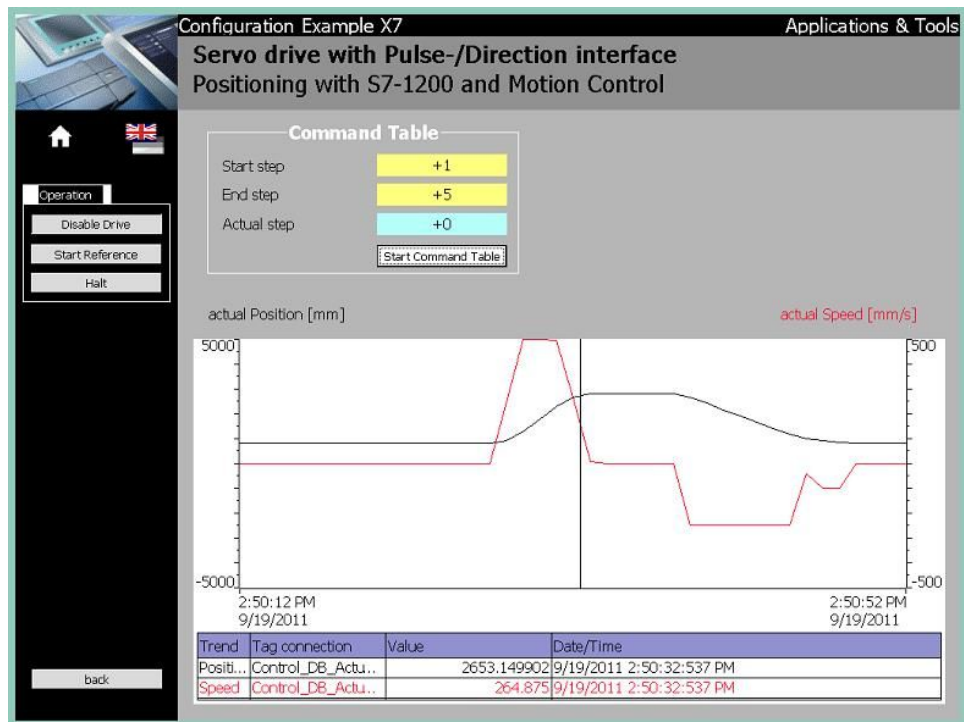 Configuration Example X7 Applications & Tools
Servo drive with Pulse-/Direction interface
Positioning with S7-1200 and Motion Control
Command Table
Start step +1
End step +5
Actual step +0
Start Command Table
Operation
Disable Drive
Start Reference
Halt
back
actual Position [mm] actual Speed [mm/s]
5000 500
-5000 -500
2:50:12 PM 2:50:52 PM
9/19/2011 9/19/2011
Trend Tag connection Value Date/Time
Positi... Control_DB_Actu... 2653.149902 9/19/2011 2:50:32:537 PM
Speed Control_DB_Actu... 264.875 9/19/2011 2:50:32:537 PM